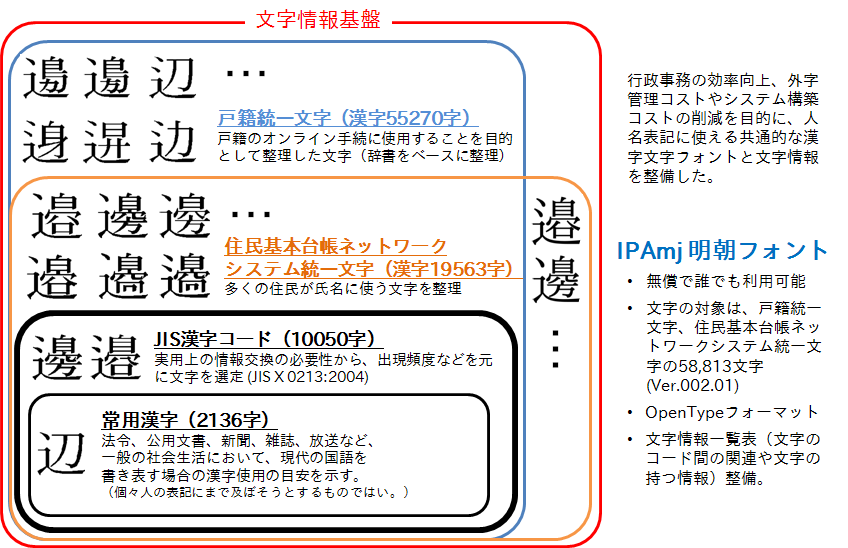 文字情報基盤
邉 邊 辺 …
戸籍統一文字（漢字55270字）
戸籍のオンライン手続に使用することを目的
として整理した文字（辞書をベースに整理）
邉 邊 邉 …
住民基本台帳ネットワーク
システム統一文字（漢字19563字）
多くの住民が氏名に使う文字を整理
邊 邉
JIS漢字コード（10050字）
実用上の情報交換の必要性から、出現頻度などを元
に文字を選定 (JIS X 0213:2004)
辺
常用漢字（2136字）
法令、公用文書、新聞、雑誌、放送など、
一般の社会生活において、現代の国語を
書き表す場合の漢字使用の目安を示す。
（個々人の表記にまで及ぼそうとするものではい。）
行政事務の効率向上、外字
管理コストやシステム構築
コストの削減を目的に、人
名表記に使える共通的な漢
字文字フォントと文字情報
を整備した。
IPAmj 明朝フォント
• 無償で誰でも利用可能
• 文字の対象は、戸籍統一
文字、住民基本台帳ネッ
トワークシステム統一文
字の58,813文字
(Ver.002.01)
• OpenTypeフォーマット
• 文字情報一覧表（文字の
コード間の関連や文字の
持つ情報）整備。